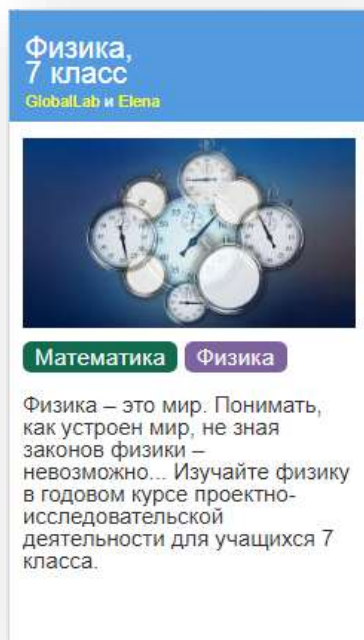 Физика,
7 класс
GlobalLab и Elena
Математика Физика
Физика – это мир. Понимать,
как устроен мир, не зная
законов физики –
невозможно... Изучайте физику
в годовом курсе проектно-
исследовательской
деятельности для учащихся 7
класса.